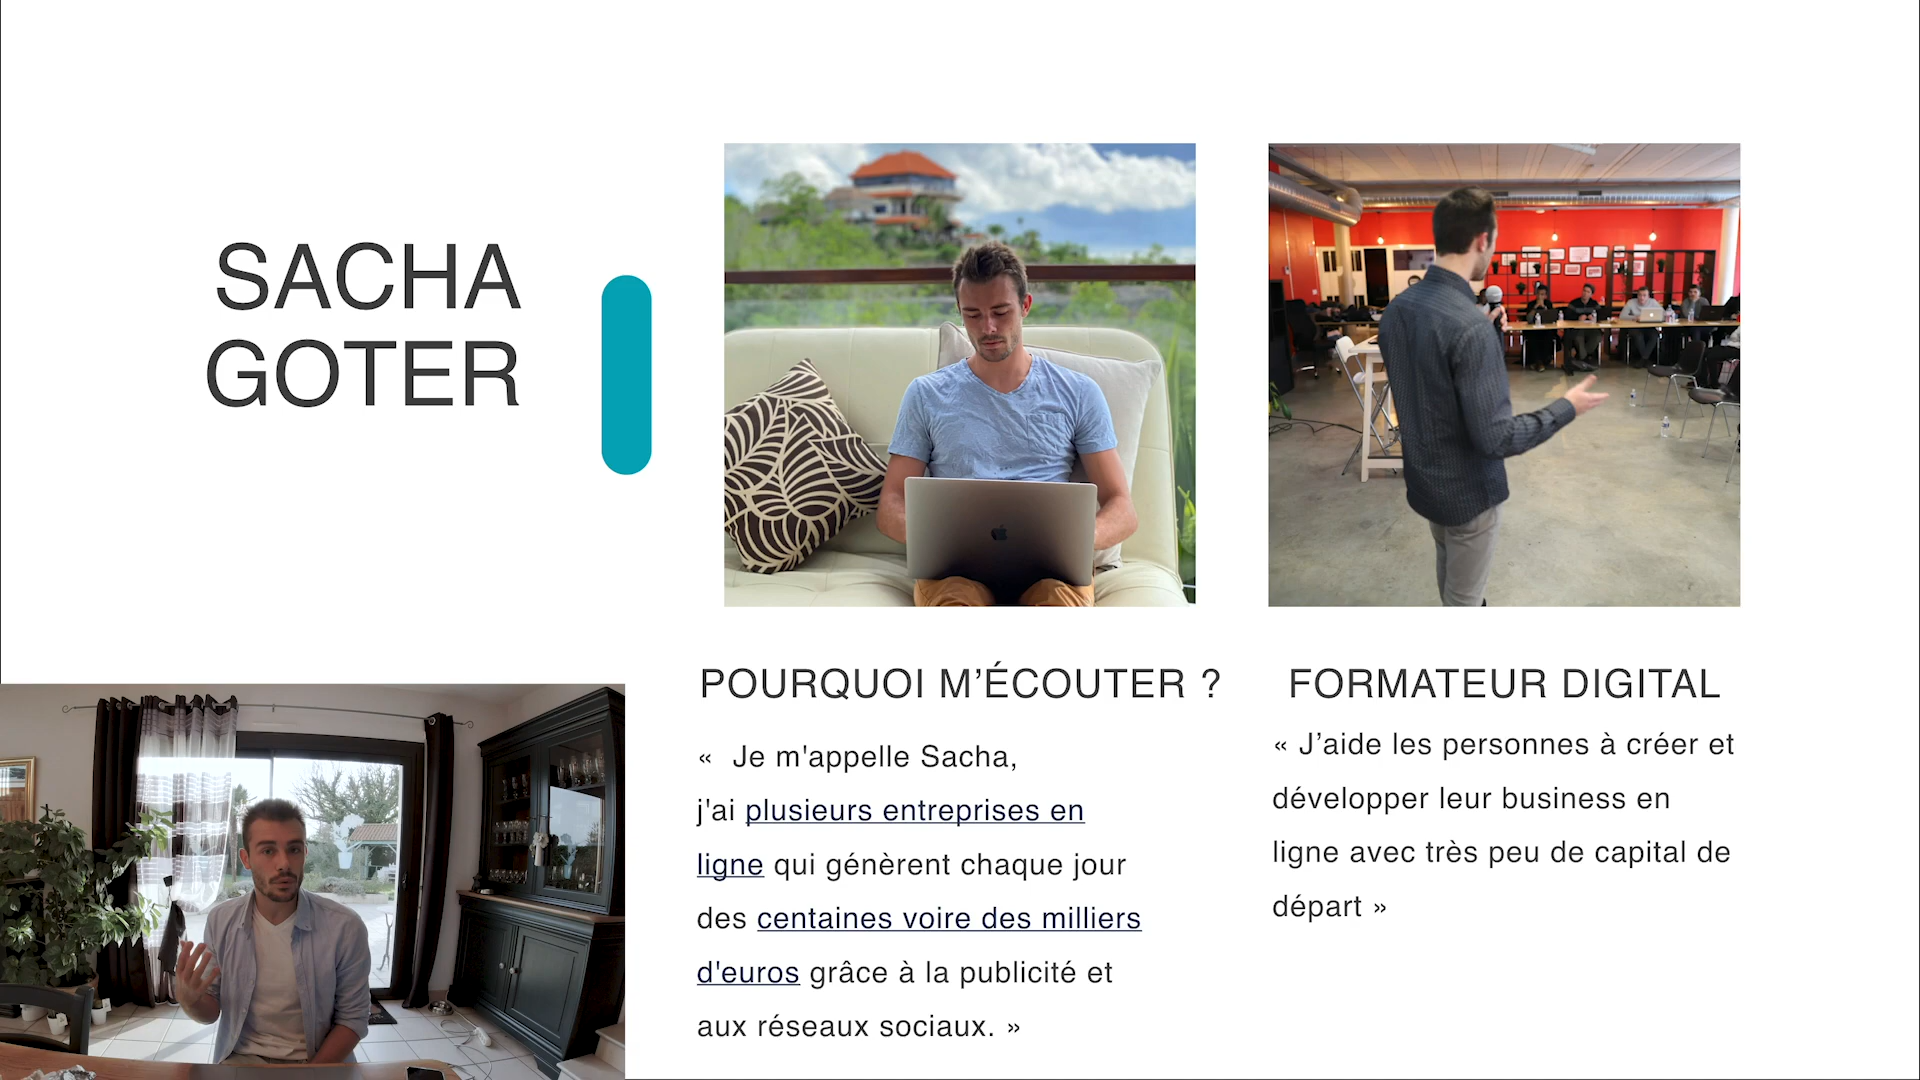 SACHA
GOTER
POURQUOI M’ÉCOUTER ?
«  Je m'appelle Sacha,
j'ai plusieurs entreprises en
ligne qui génèrent chaque jour
des centaines voire des milliers
d'euros grâce à la publicité et
aux réseaux sociaux. »
FORMATEUR DIGITAL
« J’aide les personnes à créer et
développer leur business en
ligne avec très peu de capital de
départ »